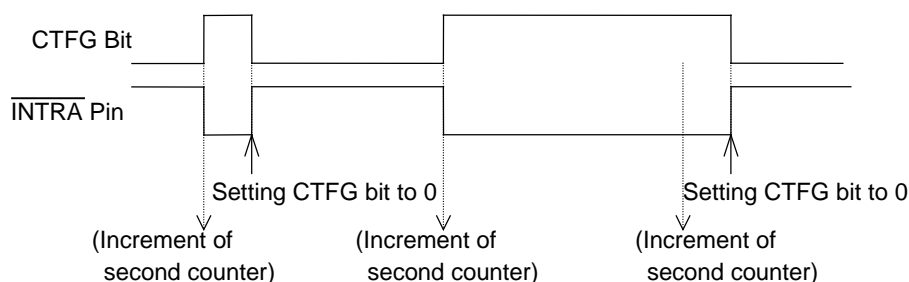 CTFG Bit
INTRA Pin
Setting CTFG bit to 0
Setting CTFG bit to 0
(Increment of
second counter)
(Increment of
second counter)
(Increment of
second counter)